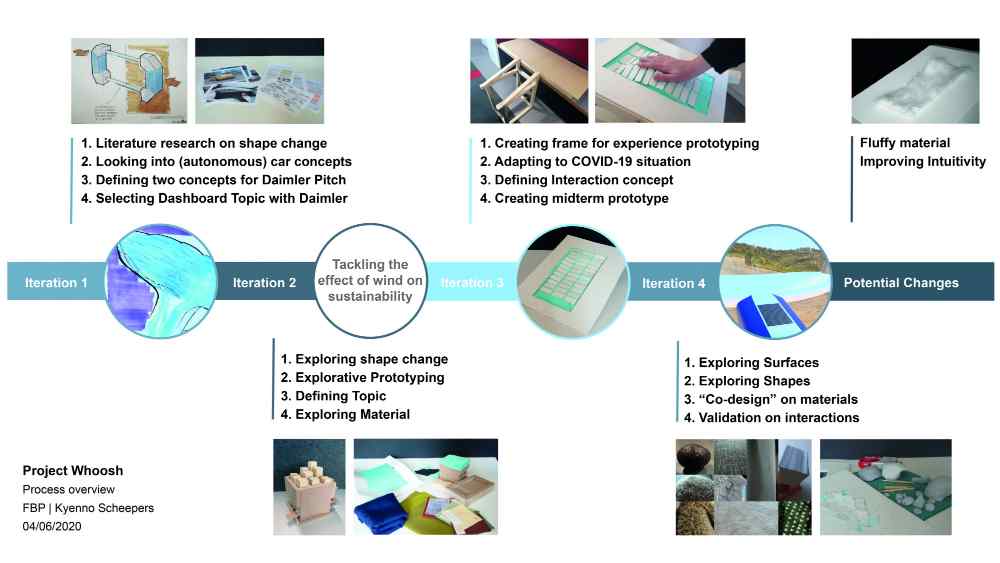 1. Literature research on shape change
2. Looking into (autonomous) car concepts
3. Defining two concepts for Daimler Pitch
4. Selecting Dashboard Topic with Daimler
1. Creating frame for experience prototyping
2. Adapting to COVID-19 situation
3. Defining Interaction concept
4. Creating midterm prototype
Fluffy material
Improving Intuitivity
Iteration 1
Iteration 2
Tackling the
effect of wind on
sustainability
Iteration 3
Iteration 4
Potential Changes
1. Exploring shape change
2. Explorative Prototyping
3. Defining Topic
4. Exploring Material
1. Exploring Surfaces
2. Exploring Shapes
3. “Co-design” on materials
4. Validation on interactions
Project Whoosh
Process overview
FBP | Kyenno Scheepers
04/06/2020